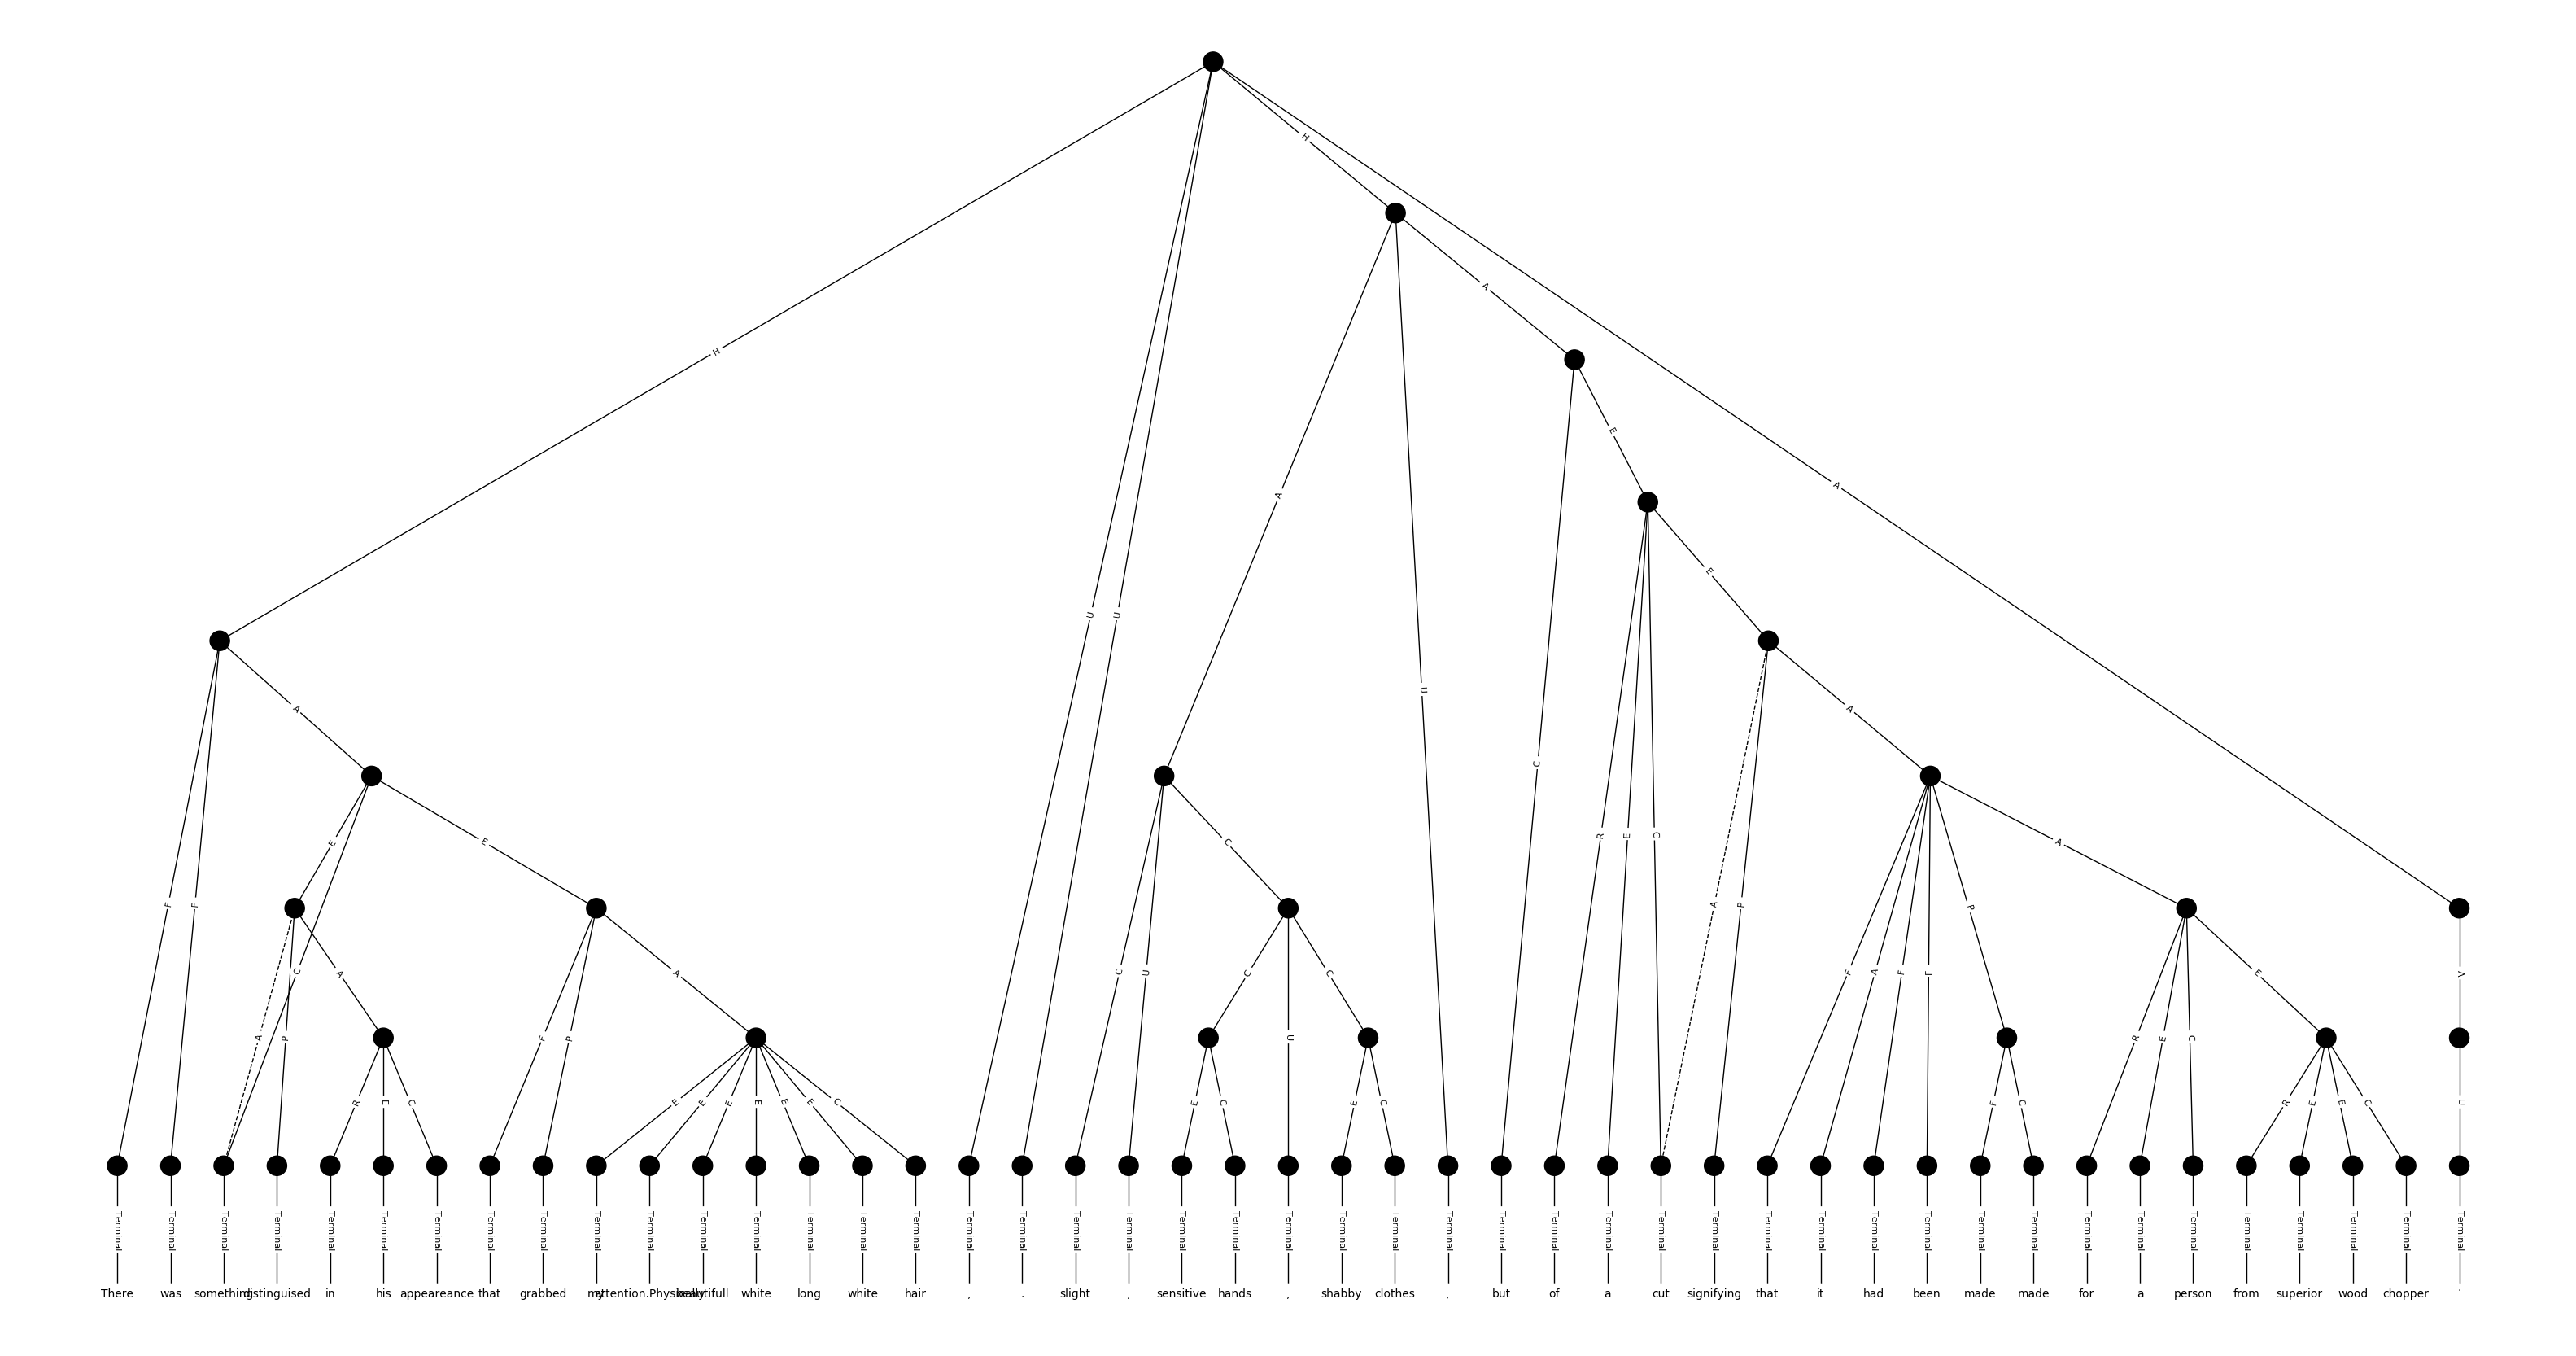 H
H
A
A
E
A
U
U
E
U
A
A
C
A
E
E
R
E
C
C
A
F
F
A
P
P
C
A
A
C
U
C
C
F
A
F
F
E
A
A
P
F
P
U
R
E
C
R
E
C
E
E
E
E
E
E
C
E
C
E
C
F
C
R
E
E
C
U
Terminal Terminal Terminal Terminal Terminal Terminal Terminal Terminal Terminal Terminal Terminal Terminal Terminal Terminal Terminal Terminal Terminal Terminal Terminal Terminal Terminal Terminal Terminal Terminal Terminal Terminal Terminal Terminal Terminal Terminal Terminal Terminal Terminal Terminal Terminal Terminal Terminal Terminal Terminal Terminal Terminal Terminal Terminal Terminal Terminal
There was something distinguised in his appeareance that grabbed my attention.Physically beautifull white long white hair , . slight , sensitive hands , shabby clothes , but of a cut signifying that it had been made made for a person from superior wood chopper .